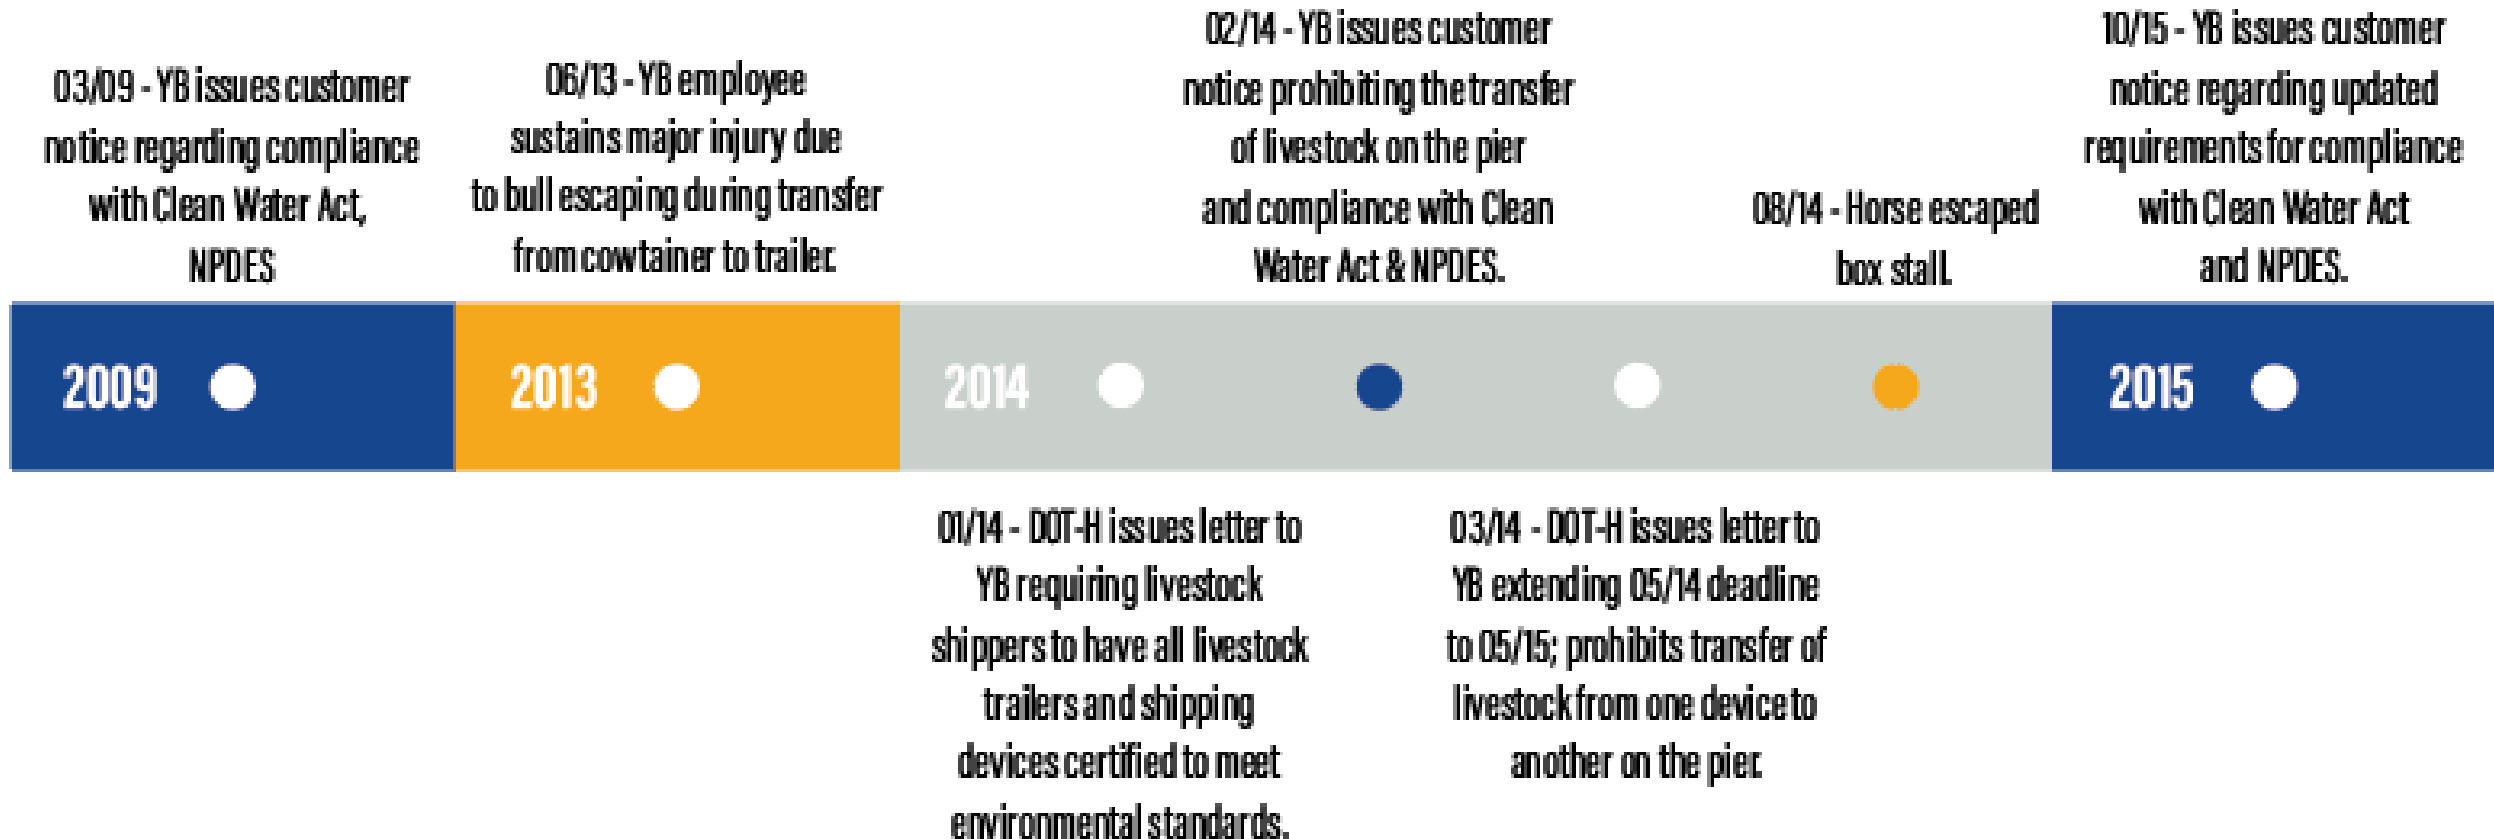 03/09 - YB issues customer
notice regarding compliance
with Clean Water Act,
NPDES
06/13 - YB employee
sustains major injury due
to bull escaping during transfer
from cowtainer to trailer.
02/14 - YB issues customer
notice prohibiting the transfer
of livestock on the pier
and compliance with Clean
Water Act & NPDES.
08/14 - Horse escaped
box stall.
10/15 - YB issues customer
notice regarding updated
requirements for compliance
with Clean Water Act
and NPDES.
2009
2013
2014
2015
01/14 - DOT-H issues letter to
YB requiring livestock
shippers to have all livestock
trailers and shipping
devices certified to meet
environmental standards.
03/14 - DOT-H issues letter to
YB extending 05/14 deadline
to 05/15; prohibits transfer of
livestock from one device to
another on the pier.